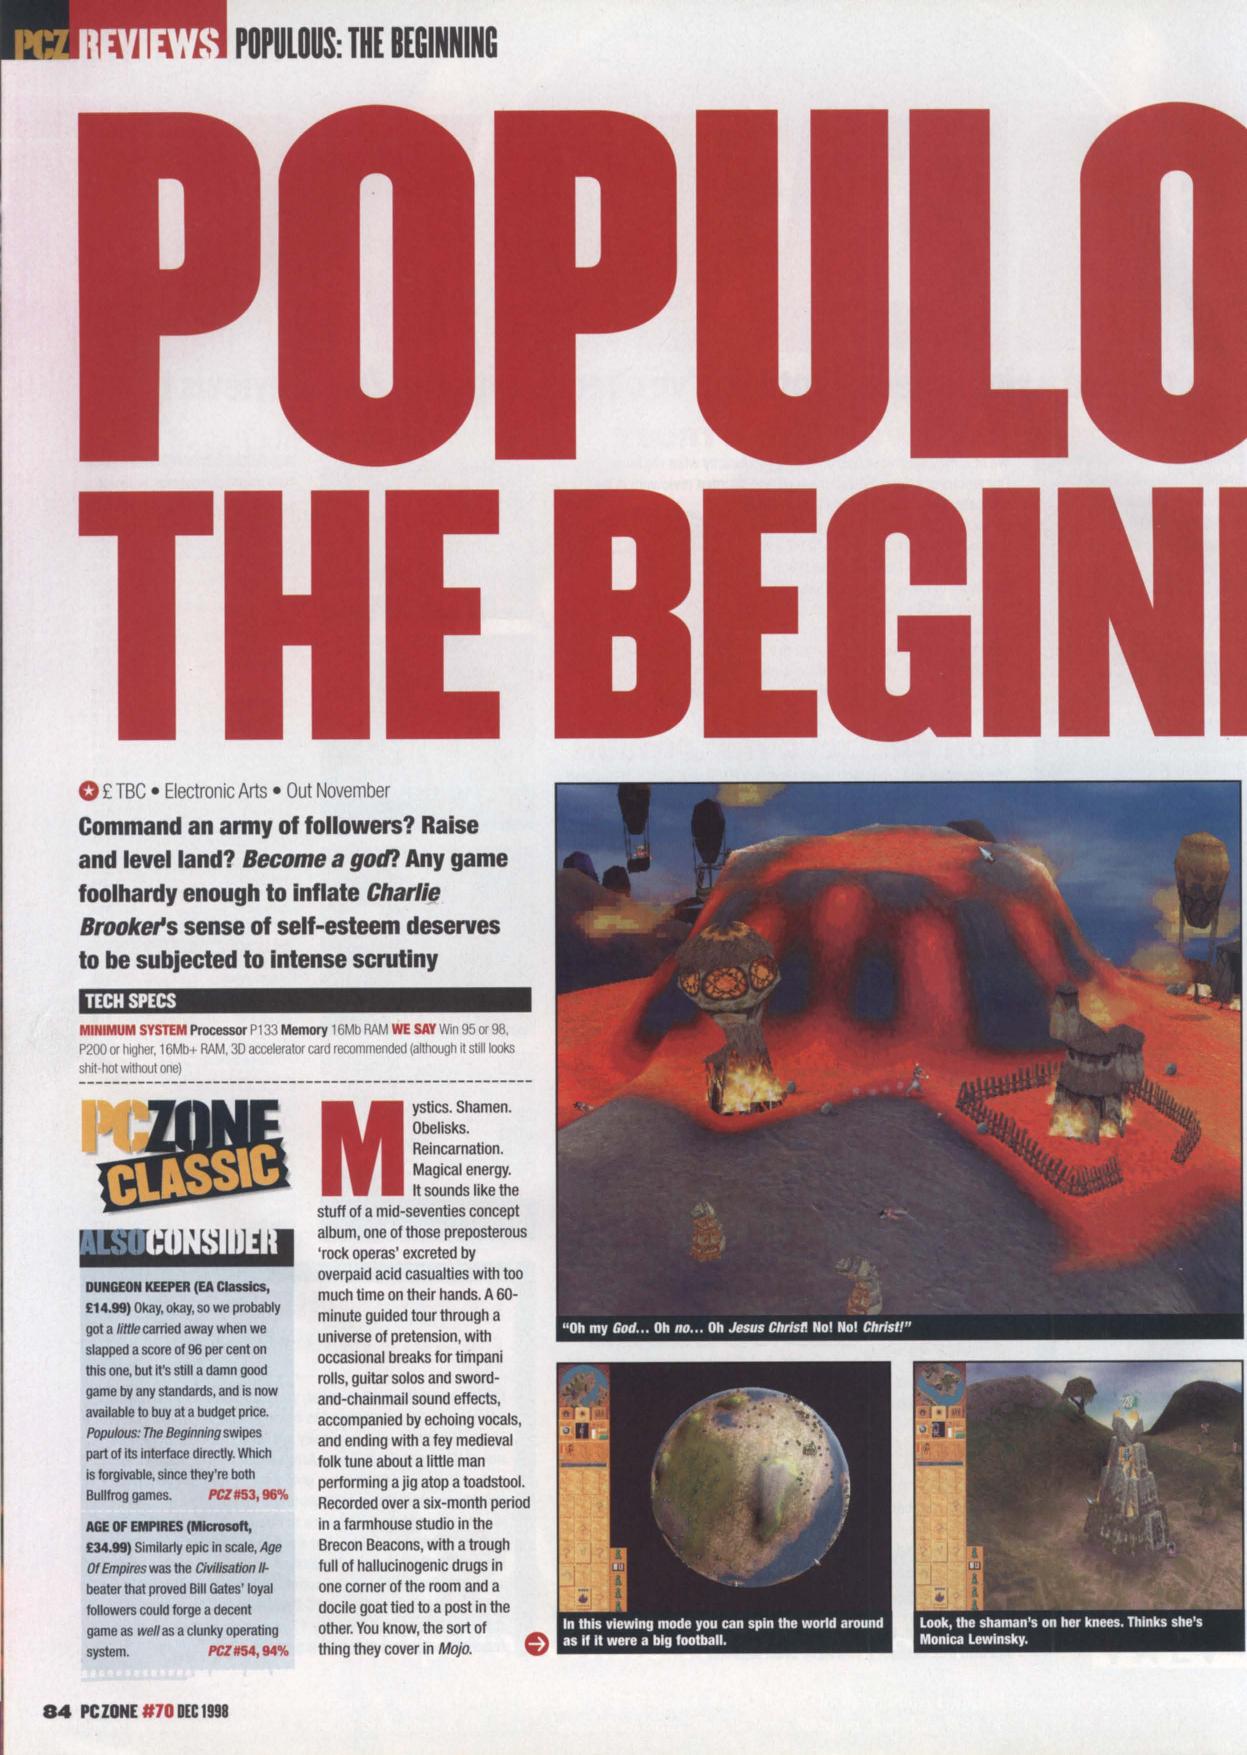 PCZ REVIEWS POPULOUS: THE BEGINNING
POPULO
THE BEGINN
£ TBC • Electronic Arts • Out November
Command an army of followers? Raise
and level land? Become a god? Any game
foolhardy enough to inflate Charlie
Brooker's sense of self-esteem deserves
to be subjected to intense scrutiny
TECH SPECS
MINIMUM SYSTEM Processor P133 Memory 16Mb RAM WE SAY Win 95 or 98,
P200 or higher, 16Mb+ RAM, 3D accelerator card recommended (although it still looks
shit-hot without one)
PCZONE
CLASSIC
ALSOCONSIDER
DUNGEON KEEPER (EA Classics,
£14.99) Okay, okay, so we probably
got a little carried away when we
slapped a score of 96 per cent on
this one, but it's still a damn good
game by any standards, and is now
available to buy at a budget price.
Populous: The Beginning swipes
part of its interface directly. Which
is forgivable, since they're both
Bullfrog games. PCZ #53, 96%
AGE OF EMPIRES (Microsoft,
£34.99) Similarly epic in scale, Age
Of Empires was the Civilisation II-
beater that proved Bill Gates' loyal
followers could forge a decent
game as well as a clunky operating
system. PCZ #54, 94%
Mystics. Shamen.
Obelisks.
Reincarnation.
Magical energy.
It sounds like the
stuff of a mid-seventies concept
album, one of those preposterous
'rock operas' excreted by
overpaid acid casualties with too
much time on their hands. A 60-
minute guided tour through a
universe of pretension, with
occasional breaks for timpani
rolls, guitar solos and sword-
and-chainmail sound effects,
accompanied by echoing vocals,
and ending with a fey medieval
folk tune about a little man
performing a jig atop a toadstool.
Recorded over a six-month period
in a farmhouse studio in the
Brecon Beacons, with a trough
full of hallucinogenic drugs in
one corner of the room and a
docile goat tied to a post in the
other. You know, the sort of
thing they cover in Mojo.
"Oh my God... Oh no... Oh Jesus Christ! No! No! Christ!"
In this viewing mode you can spin the world around
as if it were a big football.
Look, the shaman's on her knees. Thinks she's
Monica Lewinsky.
84 PCZONE #70 DEC 1998